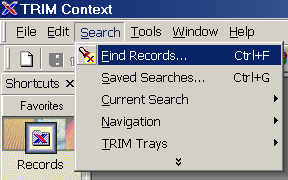 TRIM Context
File Edit Search Tools Window Help
Find Records... Ctrl+F
Saved Searches... Ctrl+G
Current Search
Navigation
TRIM Trays
Shortcuts
Favorites
Records